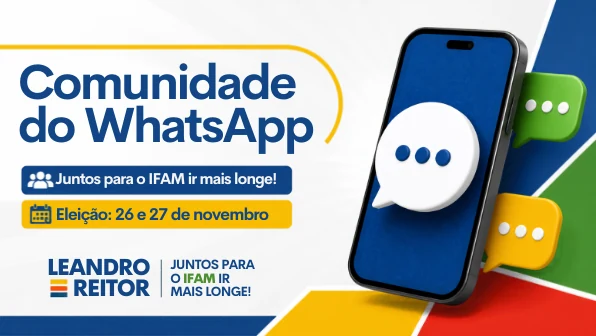 Comunidade
do WhatsApp
Juntos para o IFAM ir mais longe!
Eleição: 26 e 27 de novembro
LEANDRO
REITOR
JUNTOS PARA
O IFAM IR
MAIS LONGE!